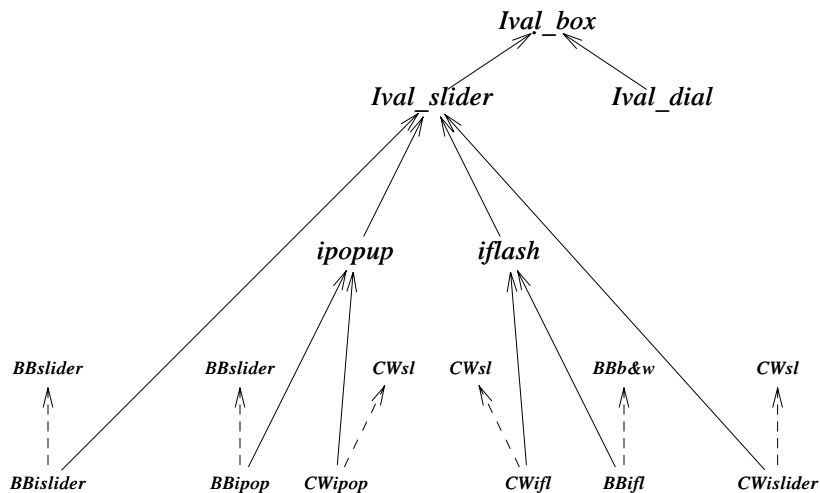 Ival_box
Ival_slider Ival_dial
ipopup iflash
BBslider BBslider CWsl CWsl BBb&w CWsl
BBislider BBipop CWipop CWifl BBifl CWislider